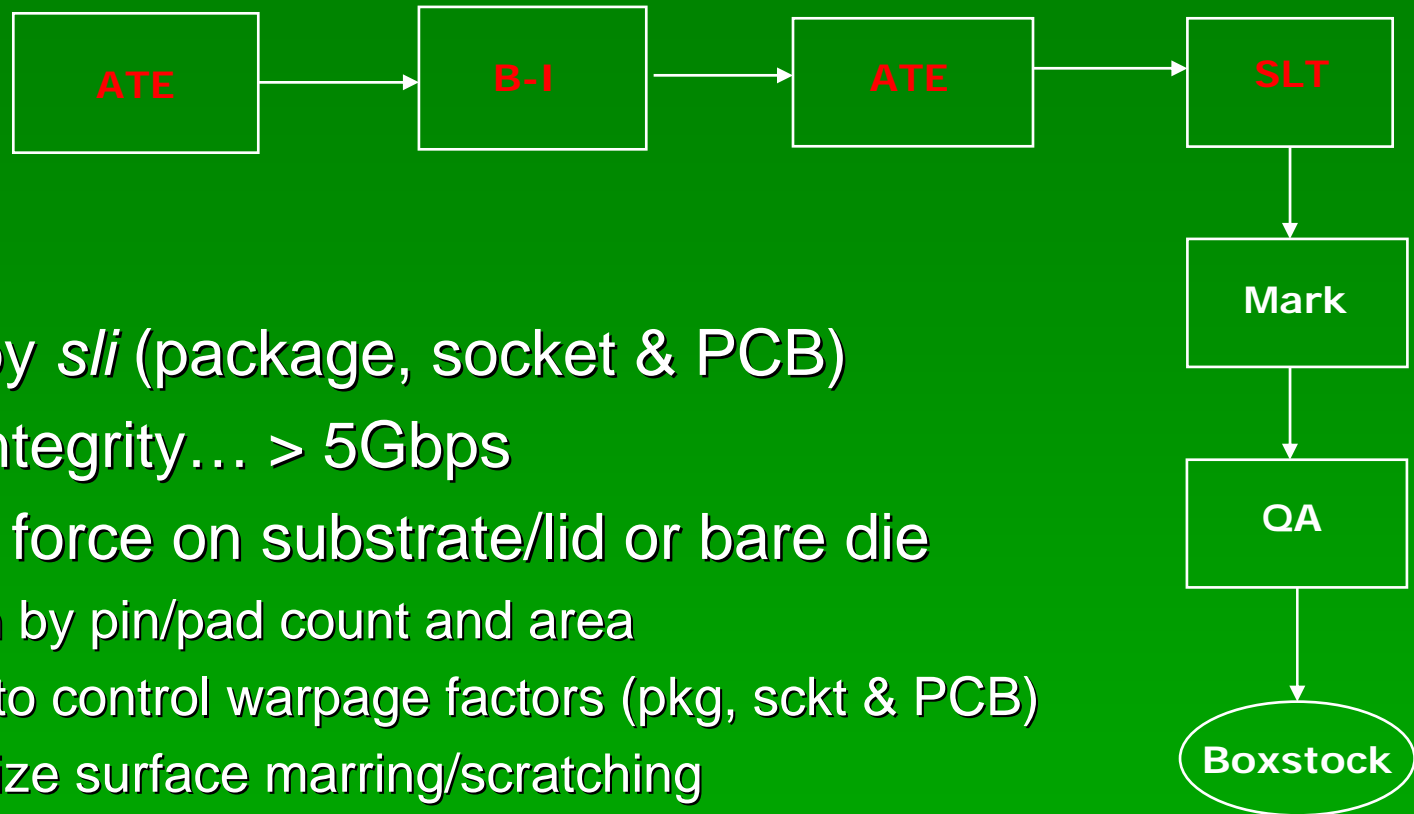 ATE
B-I
ATE
SLT
Mark
QA
Boxstock
sli (package, socket & PCB)
ntegrity… > 5Gbps
force on substrate/lid or bare die
by pin/pad count and area
to control warpage factors (pkg, sckt & PCB)
ize surface marring/scratching